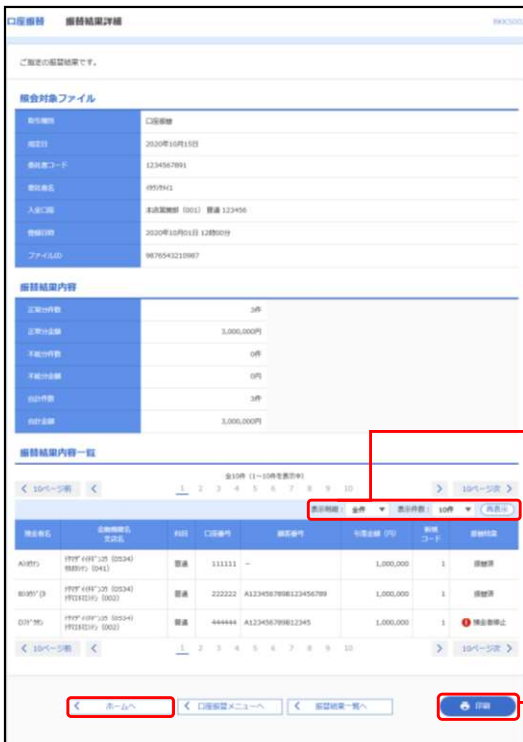 口座振替 振替結果詳細
ご指定の振替結果です。
照会対象ファイル
取引種別 口座振替
指定日 2020年10月15日
委託者コード 1234567891
委託者名
入金口座 本店営業部 (001) 普通 123456
登録日時 2020年10月01日 12時00分
ファイルID 9876543210987
振替結果内容
正常分件数 3件
正常分金額 3,000,000円
不能分件数 0件
不能分金額 0円
合計件数 3件
合計金額 3,000,000円
振替結果内容一覧
全10件 (1~10件を表示中)
10ページ前 1 2 3 4 5 6 7 8 9 10 10ページ次
表示明細: 全件 表示件数: 10件 再表示
預金者名 金融機関名 支店名 科目 口座番号 顧客番号 引落金額 (円) 新規コード 振替結果
(0534)
(041) 普通 111111 - 1,000,000 1 振替済
(0534)
(002) 普通 222222 A1234567898123456789 1,000,000 1 振替済
(0534)
(002) 普通 444444 A123456789812345 1,000,000 1 預金者停止
10ページ前 1 2 3 4 5 6 7 8 9 10 10ページ次
ホームへ 口座振替メニューへ 振替結果一覧へ 印刷